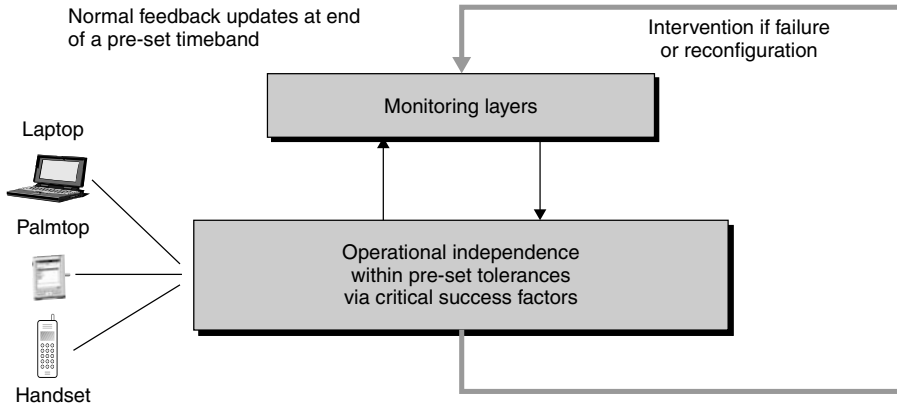 Normal feedback updates at end
of a pre-set timeband
Intervention if failure
or reconfiguration
Monitoring layers
Laptop
Palmtop
Handset
Operational independence
within pre-set tolerances
via critical success factors